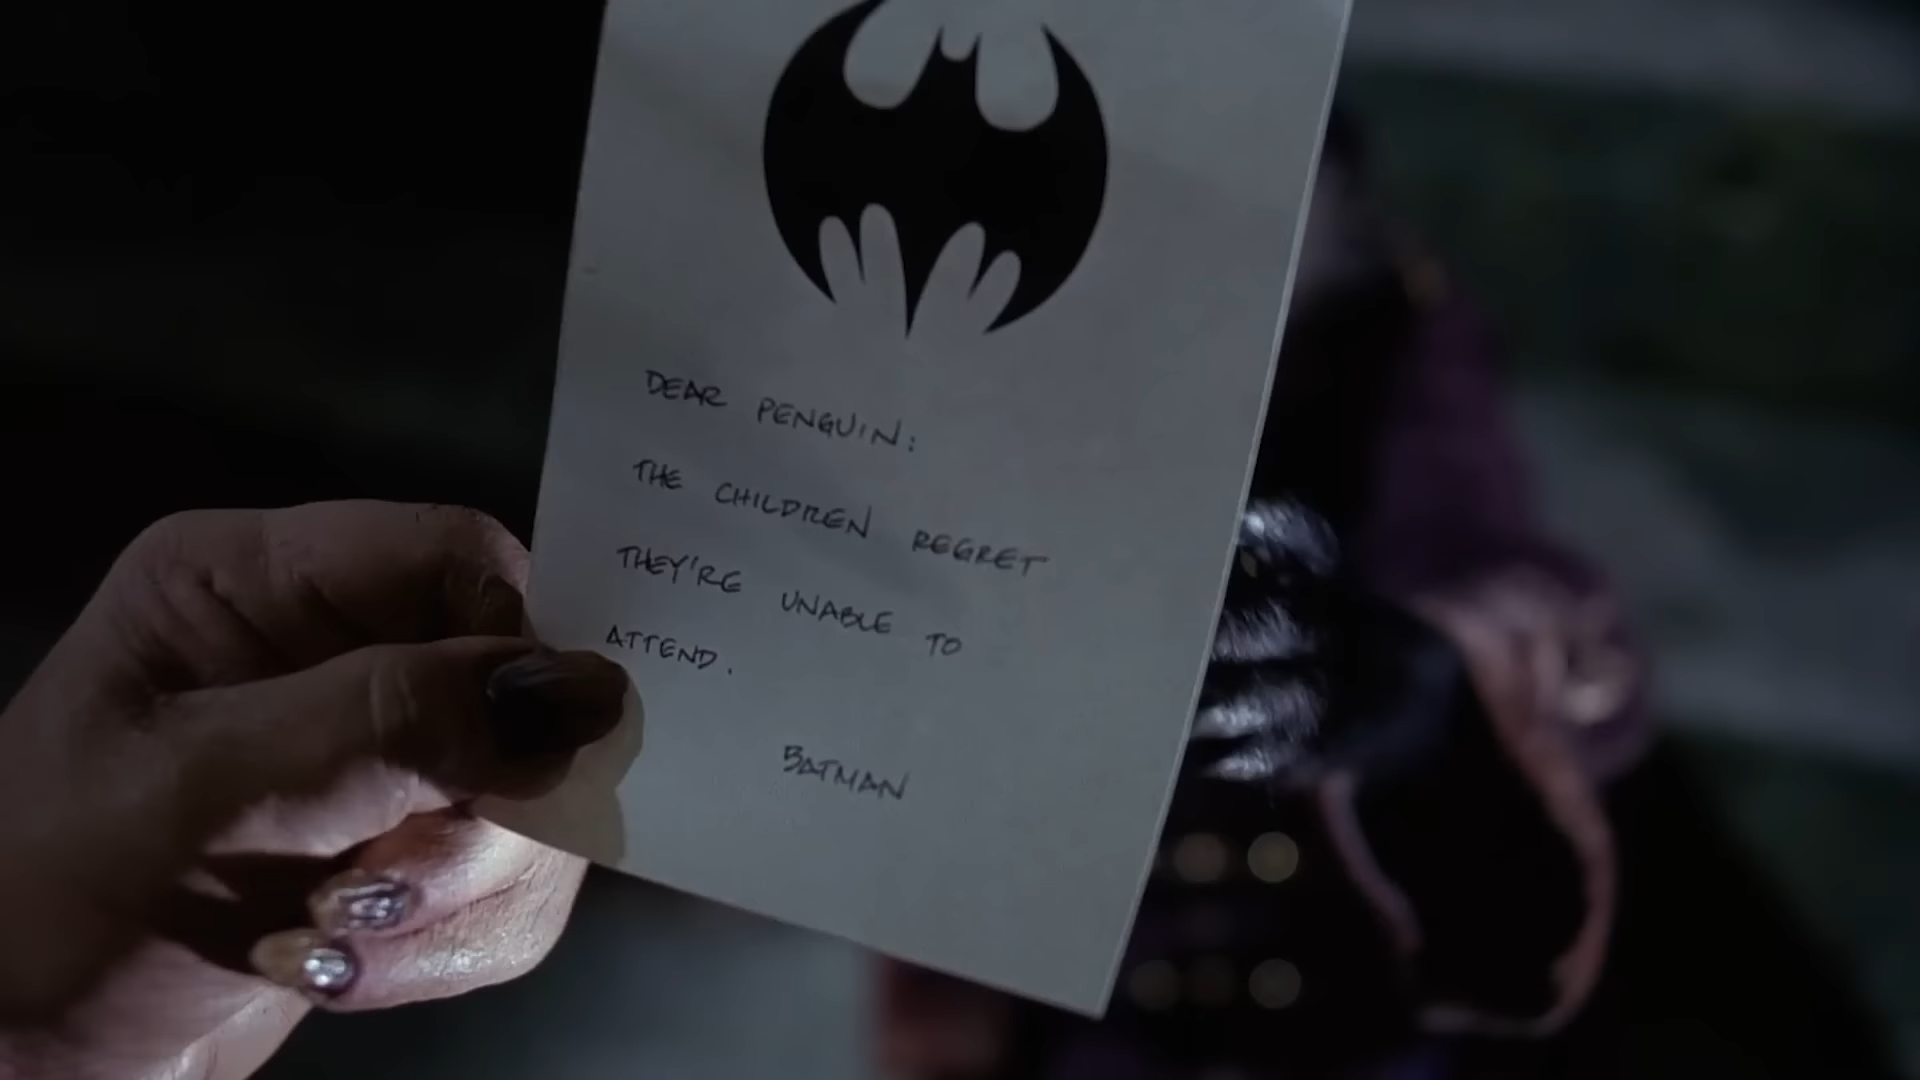 DEAR PENGUIN:
THE CHILDREN REGRET
THEY'RE UNABLE TO
ATTEND.
BATMAN